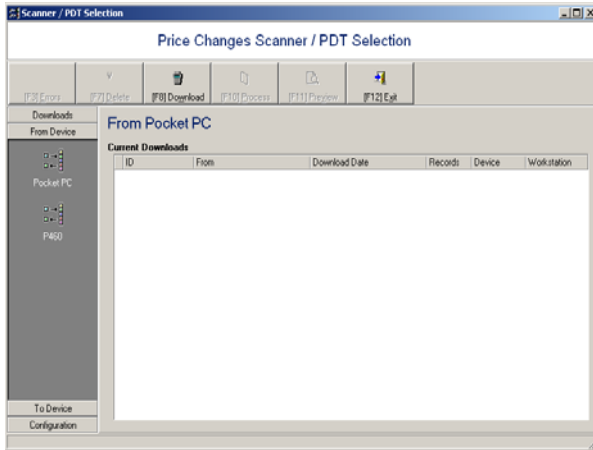 Scanner / PDT Selection
Price Changes Scanner / PDT Selection
[F3] Errors [F7] Delete [F8] Download [F10] Process [F11] Preview [F12] Exit
Downloads
From Device
Pocket PC
P460
To Device
Configuration
From Pocket PC
Current Downloads
ID From Download Date Records Device Workstation